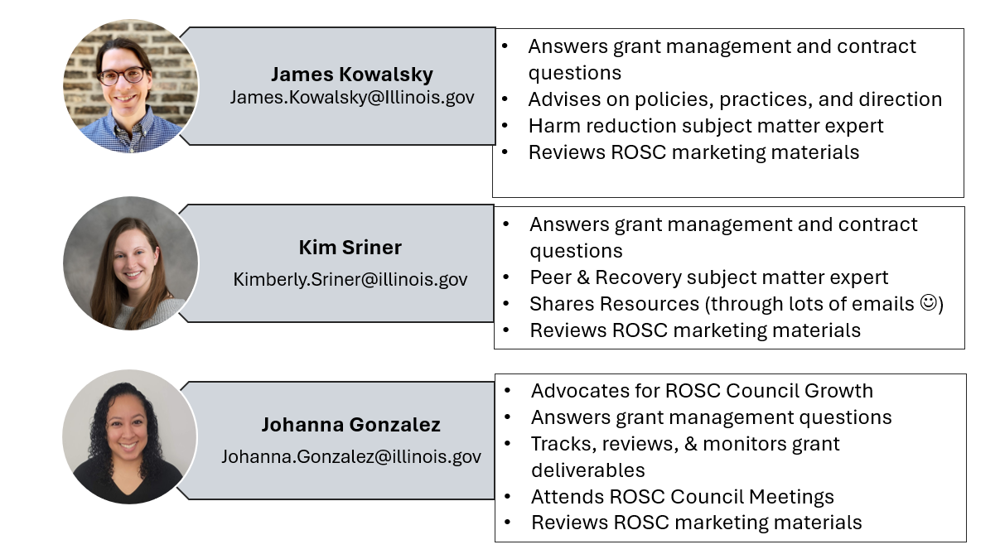 James Kowalsky
James.Kowalsky@Illinois.gov
• Answers grant management and contract
questions
• Advises on policies, practices, and direction
• Harm reduction subject matter expert
• Reviews ROSC marketing materials
Kim Sriner
Kimberly.Sriner@illinois.gov
• Answers grant management and contract
questions
• Peer & Recovery subject matter expert
• Shares Resources (through lots of emails ☺)
• Reviews ROSC marketing materials
Johanna Gonzalez
Johanna.Gonzalez@illinois.gov
• Advocates for ROSC Council Growth
• Answers grant management questions
• Tracks, reviews, & monitors grant
deliverables
• Attends ROSC Council Meetings
• Reviews ROSC marketing materials